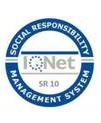 SOCIAL RESPONSIBILITY
IQNet
SR 10
MANAGEMENT SYSTEM